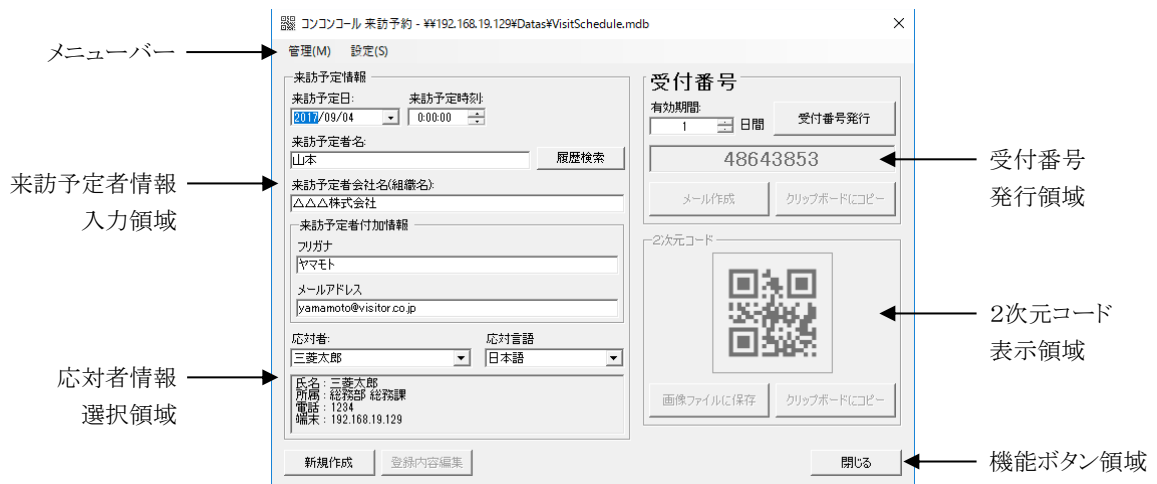 コンコンコール 来訪予約 - ¥¥192.168.19.129¥Datas¥VisitSchedule.mdb
メニューバー
管理(M) 設定(S)
来訪予定情報
来訪予定日: 来訪予定時刻:
2017/09/04 0:00:00
来訪予定者名:
山本 履歴検索
来訪予定者情報
入力領域
来訪予定者会社名(組織名):
△△△株式会社
来訪予定者付加情報
フリガナ
ヤマモト
メールアドレス
yamamoto@visitor.co.jp
応対者: 応対言語
三菱太郎 日本語
応対者情報
選択領域
氏名 : 三菱太郎
所属 : 総務部 総務課
電話 : 1234
端末 : 192.168.19.129
新規作成 登録内容編集
受付番号
有効期間:
1 日間 受付番号発行
48643853
メール作成 クリップボードにコピー
受付番号
発行領域
2次元コード
2次元コード
表示領域
画像ファイルに保存 クリップボードにコピー
閉じる
機能ボタン領域